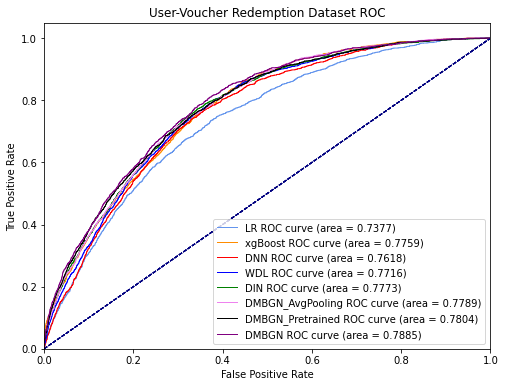 User-Voucher Redemption Dataset ROC
True Positive Rate
1.0
0.8
0.6
0.4
0.2
0.0
LR ROC curve (area = 0.7377)
xgBoost ROC curve (area = 0.7759)
DNN ROC curve (area = 0.7618)
WDL ROC curve (area = 0.7716)
DIN ROC curve (area = 0.7773)
DMBGN_AvgPooling ROC curve (area = 0.7789)
DMBGN_Pretrained ROC curve (area = 0.7804)
DMBGN ROC curve (area = 0.7885)
0.0 0.2 0.4 0.6 0.8 1.0
False Positive Rate